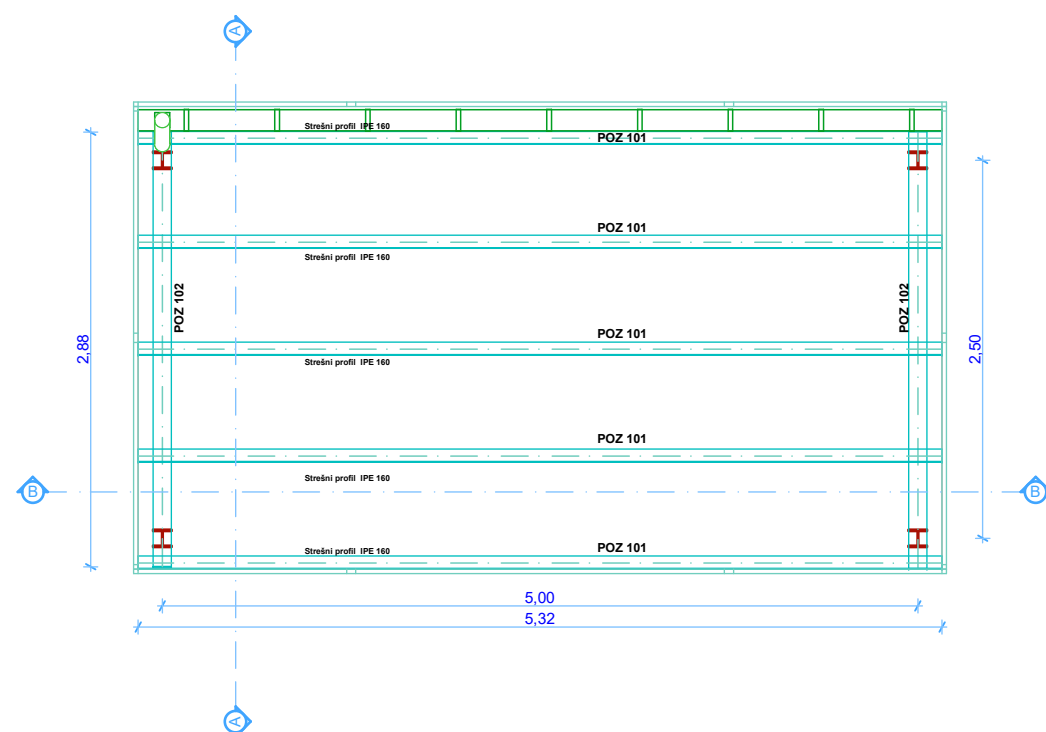 A
Strešni profil IPE 160
POZ 101
POZ 101
Strešni profil IPE 160
POZ 102
POZ 102
2,88
POZ 101
2,50
Strešni profil IPE 160
POZ 101
Strešni profil IPE 160
B
B
Strešni profil IPE 160
POZ 101
5,00
5,32
A